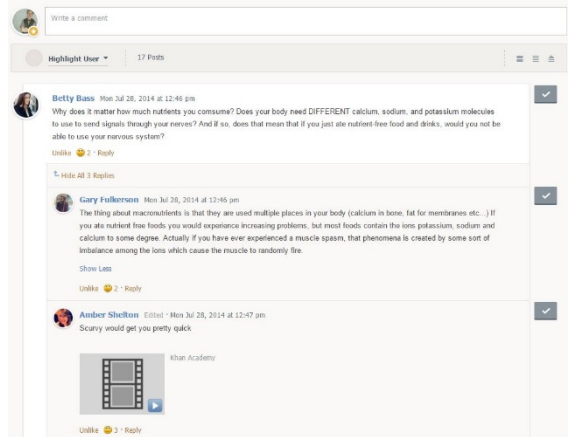 Write a comment
Highlight User 17 Posts
Betty Bass Mon Jul 28, 2014 at 12:46 pm
Why does it matter how much nutrients you comsume? Does your body need DIFFERENT calcium, sodium, and potassium molecules
to use to send signals through your nerves? And if so, does that mean that if you just ate nutrient-free food and drinks, would you not be
able to use your nervous system?
Unlike 2 · Reply
Hide All 3 Replies
Gary Fulkerson Mon Jul 28, 2014 at 12:46 pm
The thing about macronutrients is that they are used multiple places in your body (calcium in bone, fat for membranes etc...) If
you ate nutrient free foods you would experience increasing problems, but most foods contain the ions potassium, sodium and
calcium to some degree. Actually if you have ever experienced a muscle spasm, that phenomena is created by some sort of
imbalance among the ions which cause the muscle to randomly fire.
Show Less
Unlike 2 · Reply
Amber Shelton Edited · Mon Jul 28, 2014 at 12:47 pm
Scurvy would get you pretty quick
Khan Academy
Unlike 3 · Reply